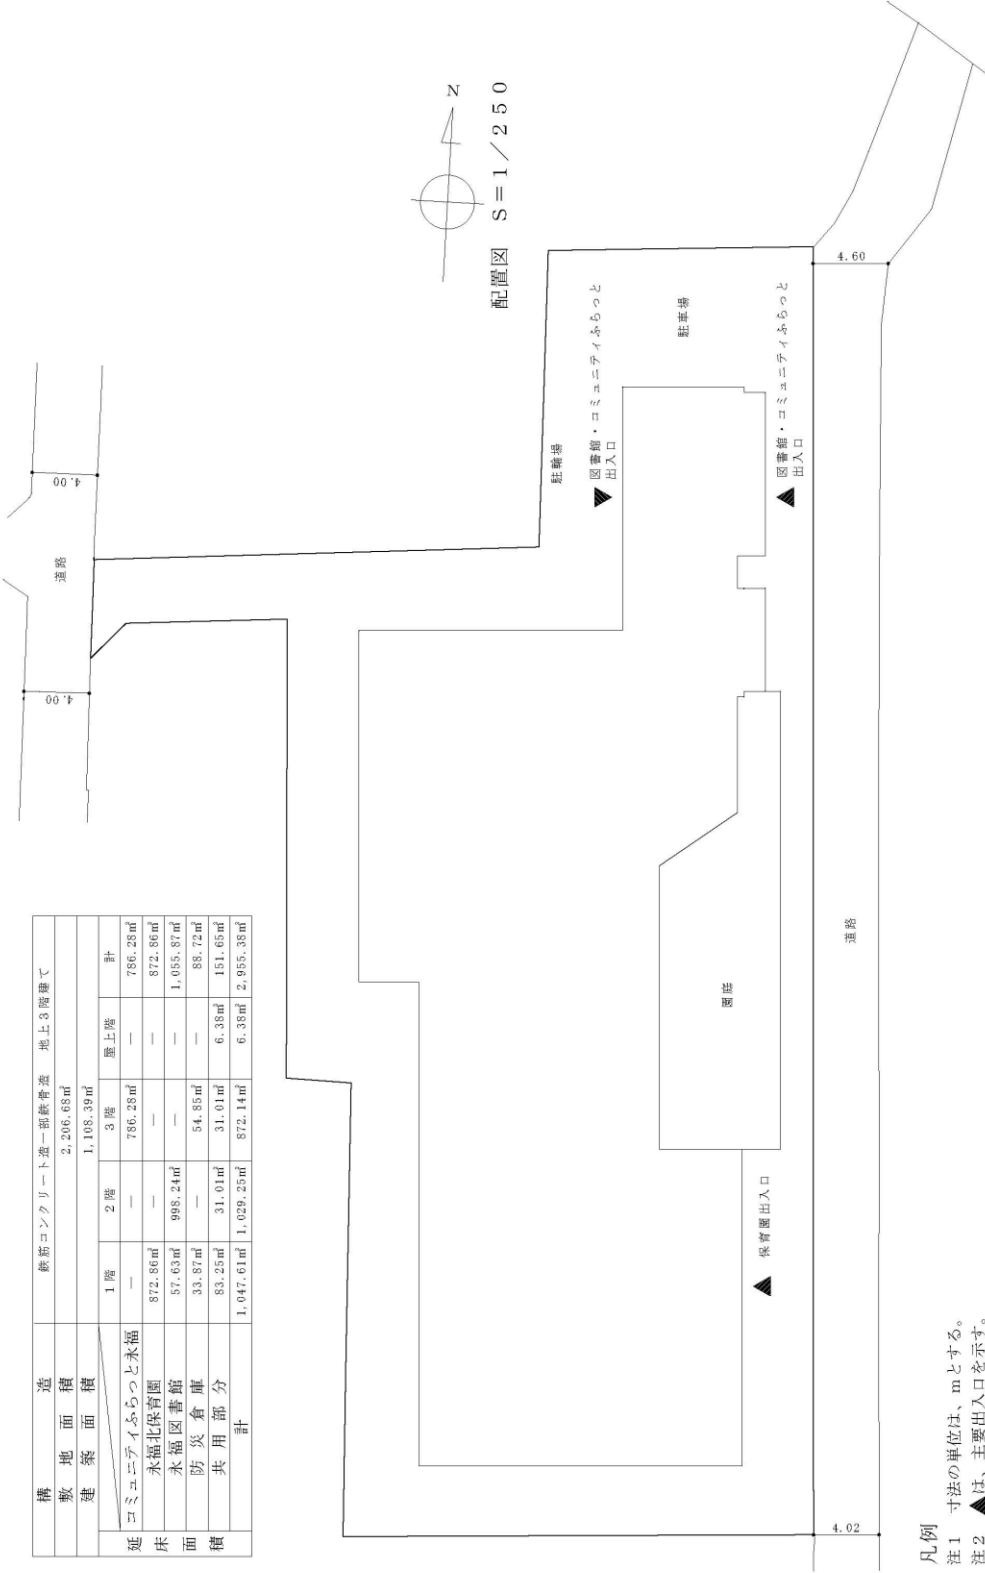 構造 鉄筋コンクリート造一部鉄骨造 地上3階建て
敷地面積 2,206.68㎡
建築面積 1,108.39㎡
延床面積 1階 2階 3階 屋上階 計
コミュニティふらっと永福 — — 786.28㎡ — 786.28㎡
永福北保育園 872.86㎡ — — — 872.86㎡
永福図書館 57.63㎡ 998.24㎡ — — 1,055.87㎡
防災倉庫 33.87㎡ — 54.85㎡ — 88.72㎡
共用部分 83.25㎡ 31.01㎡ 31.01㎡ 6.38㎡ 151.65㎡
計 1,047.61㎡ 1,029.25㎡ 872.14㎡ 6.38㎡ 2,955.38㎡
4.00
道路
4.00
N
配置図 S=1/250
駐輪場
図書館・コミュニティふらっと
出入口
駐車場
図書館・コミュニティふらっと
出入口
4.60
園庭
保育園出入口
道路
4.02
凡例
注1 寸法の単位は、mとする。
注2 ▲は、主要出入口を示す。